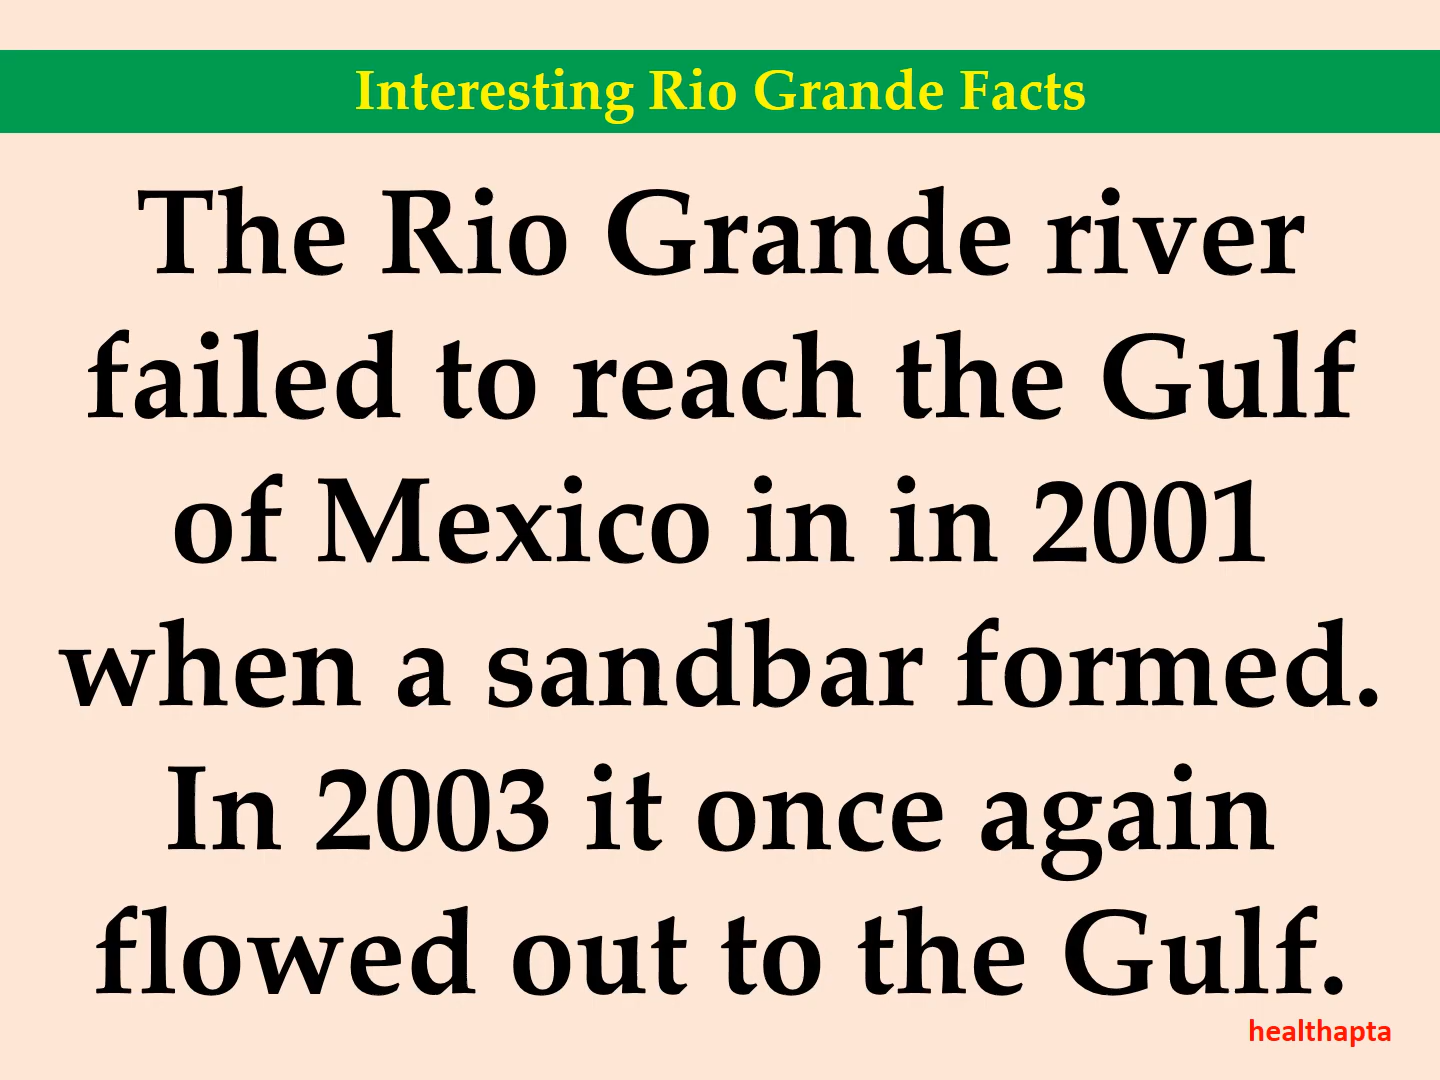 Interesting Rio Grande Facts
The Rio Grande river
failed to reach the Gulf
of Mexico in in 2001
when a sandbar formed.
In 2003 it once again
flowed out to the Gulf.
healthapta